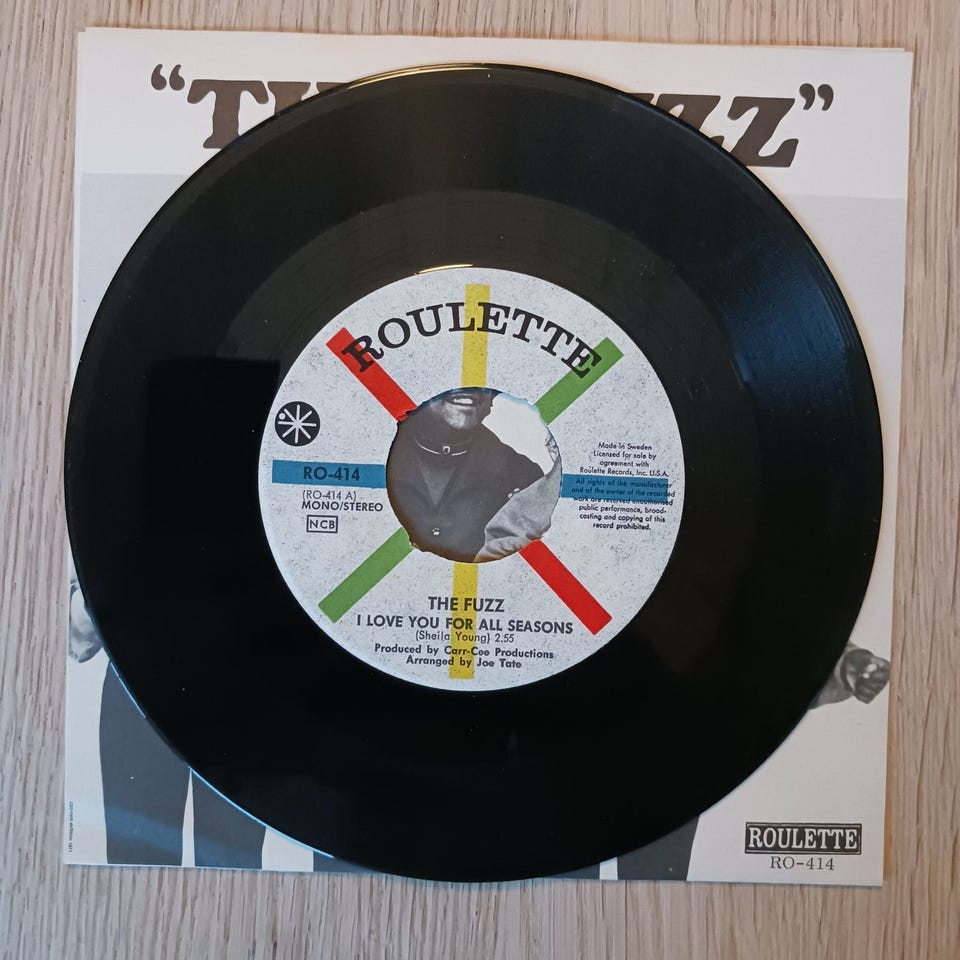 “T ZZ”
ROULETTE
RO-414
(RO-414 A)
MONO/STEREO
NCB
Made in Sweden
Licensed for sale by
agreement with
Roulette Records, Inc. U.S.A.
All rights of the manufacturer
and of the owner of the recorded
work are reserved unauthorised
public performance, broad-
casting and copying of this
record prohibited.
THE FUZZ
I LOVE YOU FOR ALL SEASONS
(Sheila Young) 2.55
Produced by Carr-Cee Productions
Arranged by Joe Tate
ROULETTE
RO-414